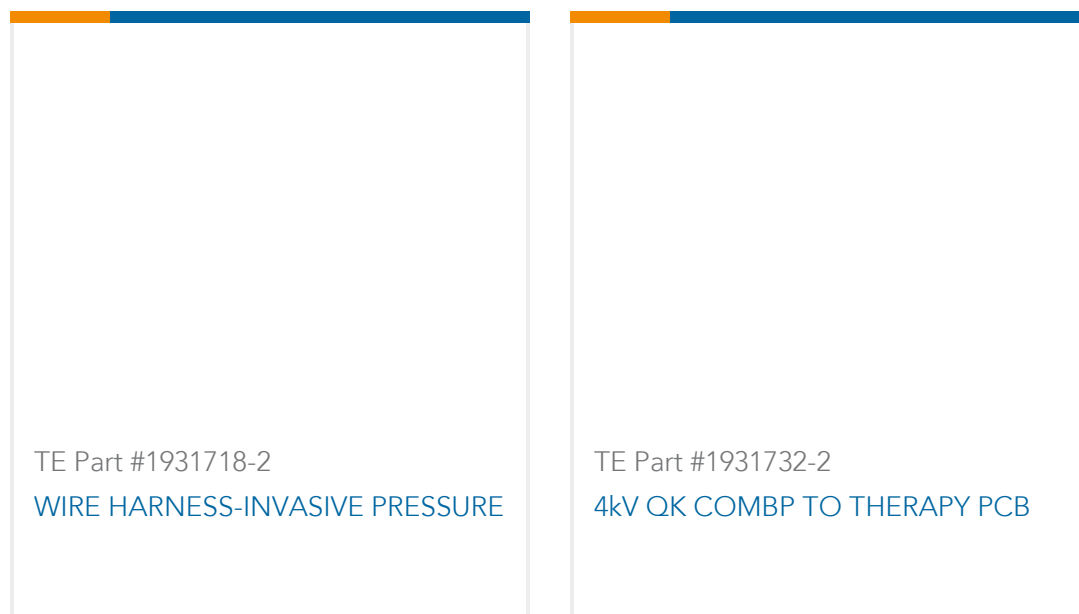 TE Part #1931718-2
WIRE HARNESS-INVASIVE PRESSURE
TE Part #1931732-2
4kV QK COMBP TO THERAPY PCB